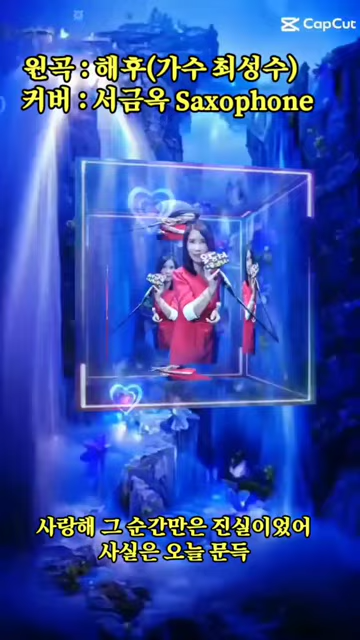 CapCut
원곡 : 해후(가수 최성수)
커버 : 서금옥 Saxophone
사랑해 그 순간만은 진실이었어
사실은 오늘 문득